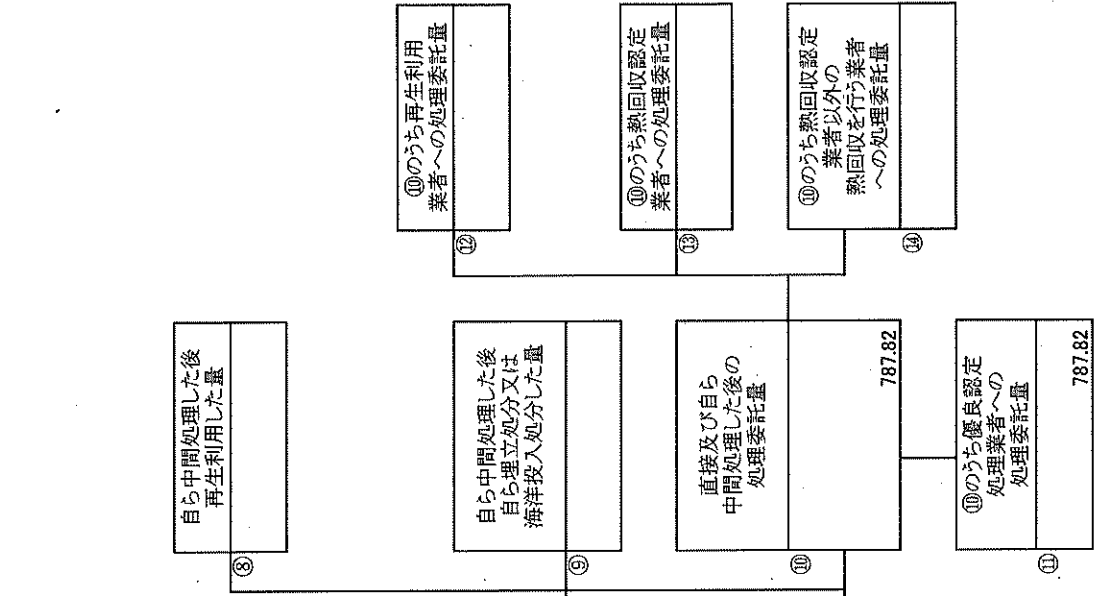 ⑧
自ら中間処理した後
再生利用した量
⑨
自ら中間処理した後
自ら埋立処分又は
海洋投入処分した量
⑩
直接及び自ら
中間処理した後の
処理委託量
787.82
⑪
⑩のうち優良認定
処理業者への
処理委託量
787.82
⑫
⑩のうち再生利用
業者への処理委託量
⑬
⑩のうち熱回収認定
業者への処理委託量
⑭
⑩のうち熱回収認定
業者以外の
熱回収を行う業者
への処理委託量